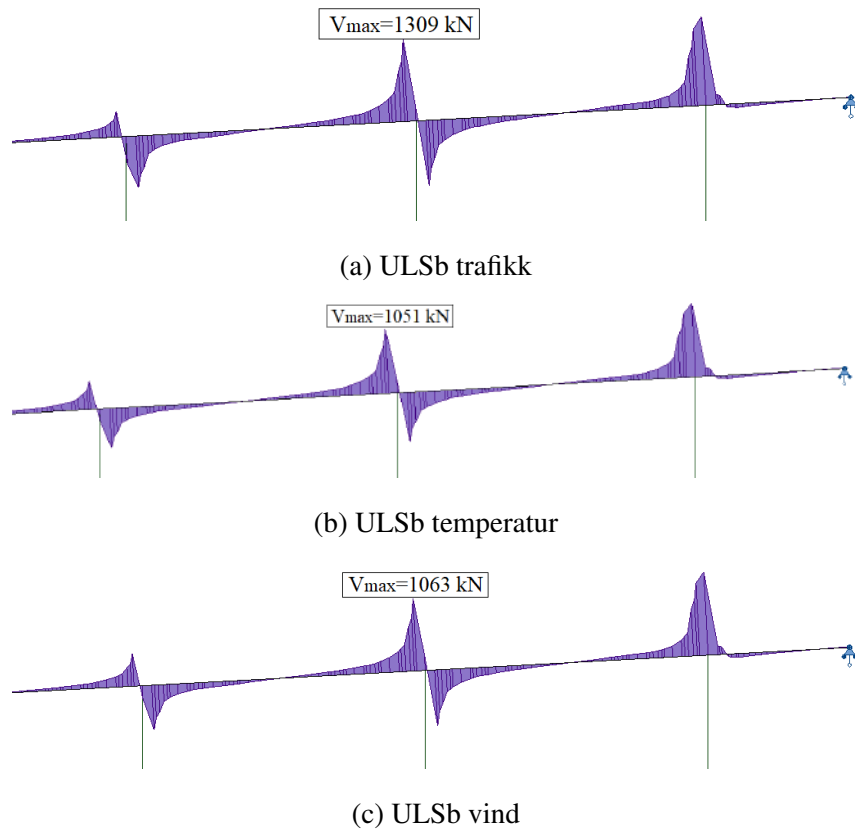 Vmax=1309 kN
(a) ULSb trafikk
Vmax=1051 kN
(b) ULSb temperatur
Vmax=1063 kN
(c) ULSb vind